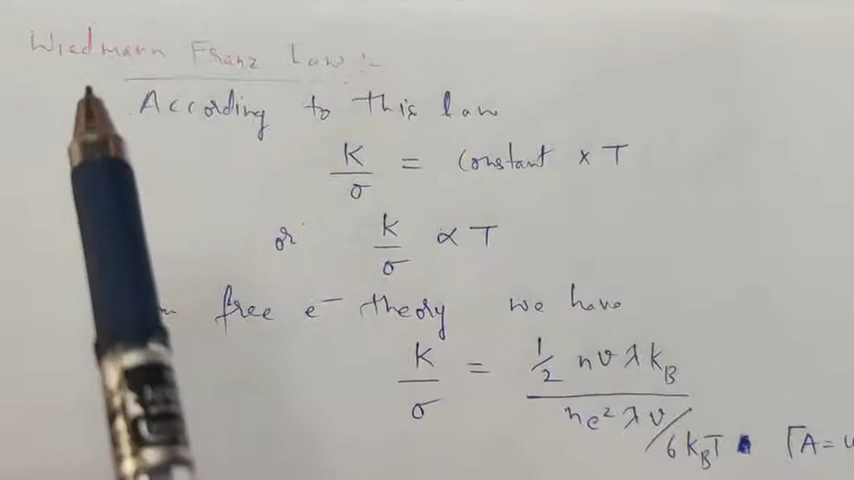 Wiedmann Franz Law :-
According to this law
K/σ = constant × T
or K/σ ∝ T
free e⁻ theory we have
K/σ = ½ nvλk_B / (ne²λv/6k_BT) [A =